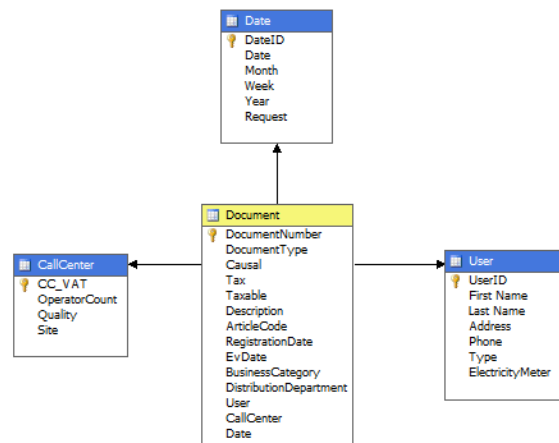 Date
DateID
Date
Month
Week
Year
Request
Document
DocumentNumber
DocumentType
Causal
Tax
Taxable
Description
ArticleCode
RegistrationDate
EvDate
BusinessCategory
DistributionDepartment
User
CallCenter
Date
CallCenter
CC_VAT
OperatorCount
Quality
Site
User
UserID
First Name
Last Name
Address
Phone
Type
ElectricityMeter